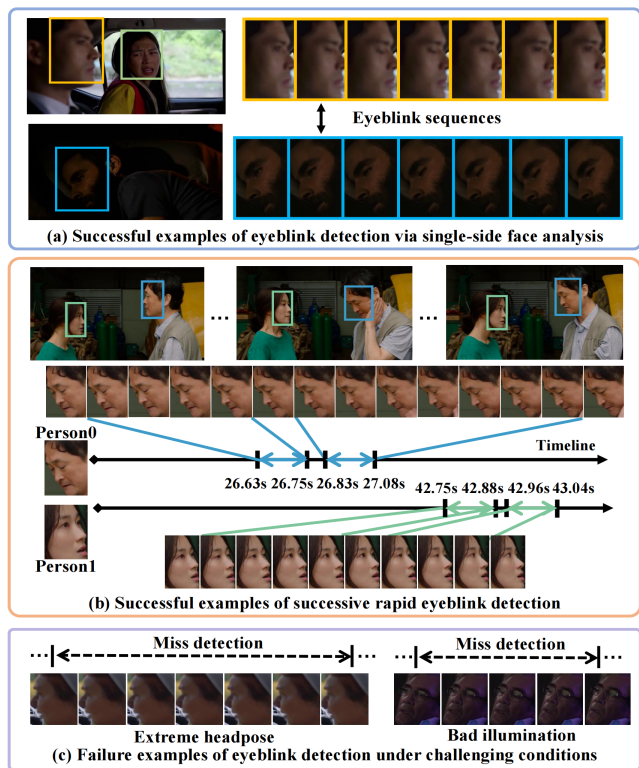 Eyeblink sequences
(a) Successful examples of eyeblink detection via single-side face analysis
... ...
Person0
Timeline
26.63s 26.75s 26.83s 27.08s
42.75s 42.88s 42.96s 43.04s
Person1
(b) Successful examples of successive rapid eyeblink detection
Miss detection Miss detection
... ... ... ...
Extreme headpose Bad illumination
(c) Failure examples of eyeblink detection under challenging conditions